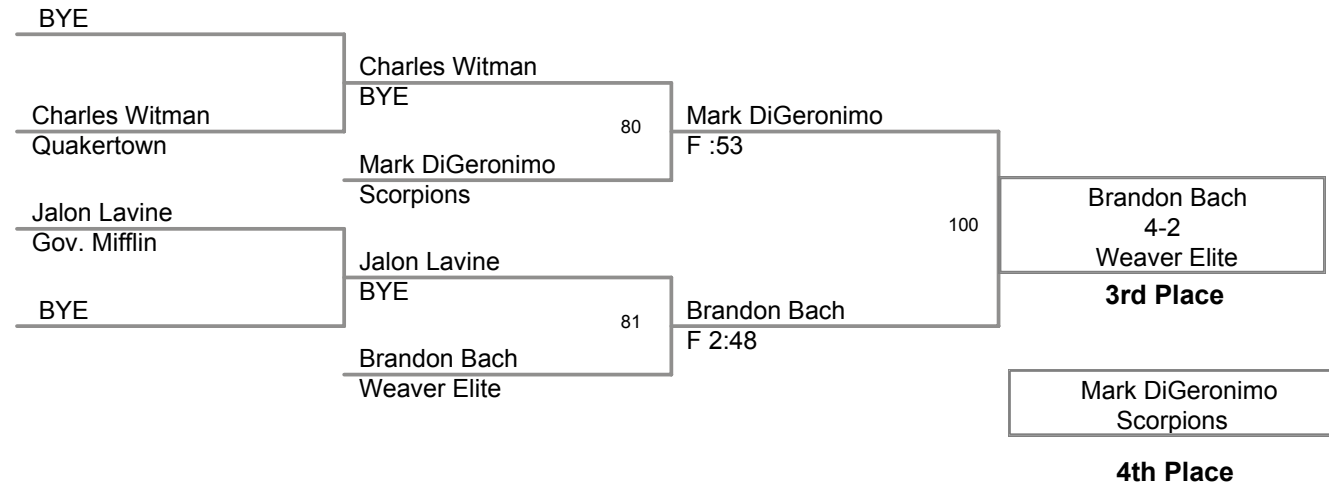 BYE
Charles Witman
Quakertown
Jalon Lavine
Gov. Mifflin
BYE
Charles Witman
BYE
80
Mark DiGeronimo
Scorpions
Jalon Lavine
BYE
81
Brandon Bach
Weaver Elite
Mark DiGeronimo
F :53
100
Brandon Bach
F 2:48
Brandon Bach
4-2
Weaver Elite
3rd Place
Mark DiGeronimo
Scorpions
4th Place